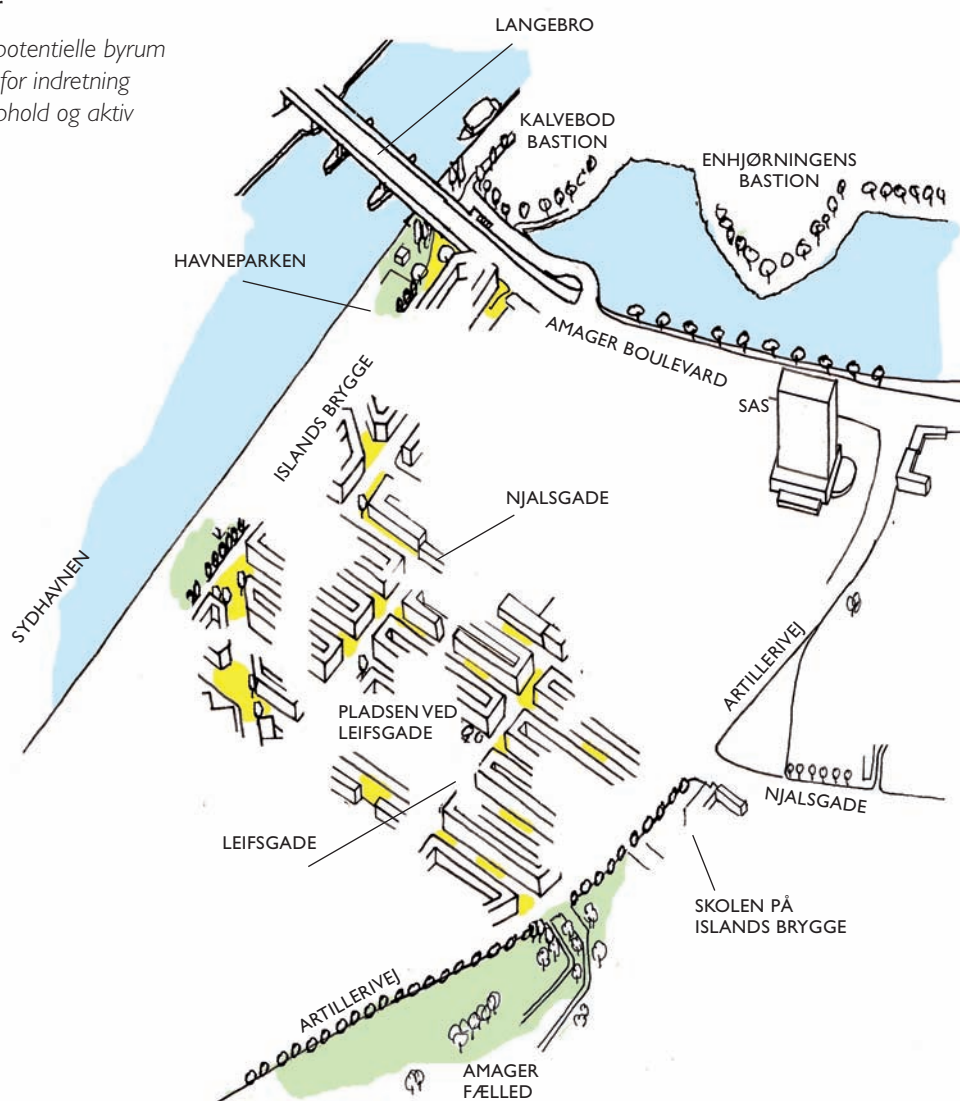 potentielle byrum
for indretning
phold og aktiv
LANGEBRO
KALVEBOD
BASTION
ENHJØRNINGENS
BASTION
HAVNEPARKEN
AMAGER BOULEVARD
ISLANDS BRYGGE
SAS
NJALSGADE
SYDHAVNEN
ARTILLERIVEJ
PLADSEN VED
LEIFSGADE
NJALSGADE
LEIFSGADE
SKOLEN PÅ
ISLANDS BRYGGE
ARTILLERIVEJ
AMAGER
FÆLLED